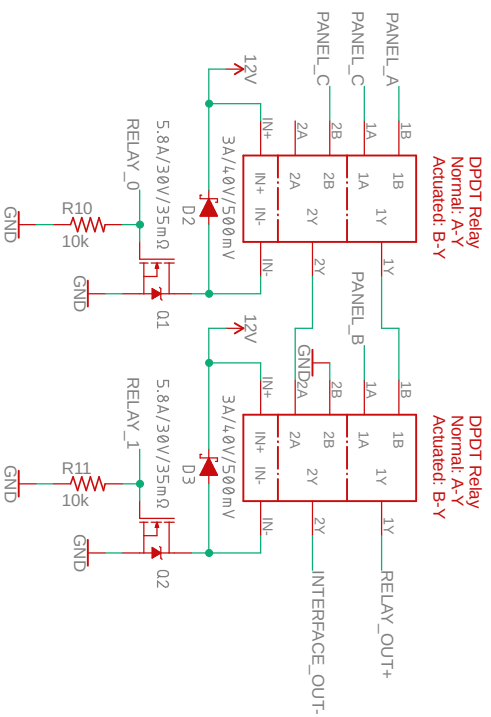 DPDT Relay
Normal: A-Y
Actuated: B-Y
PANEL_A
PANEL_C
PANEL_C
12V
1B
1A
2B
2A
IN+
1B
1A
2B
2A
IN+
1Y
2Y
IN-
1Y
2Y
IN-
3A/40V/500mV
D2
5.8A/30V/35mΩ
RELAY_0
R10
10k
GND
GND
Q1
DPDT Relay
Normal: A-Y
Actuated: B-Y
PANEL_B
GND
12V
1B
1A
2B
2A
IN+
1B
1A
2B
2A
IN+
1Y
2Y
IN-
1Y
2Y
IN-
RELAY_OUT+
INTERFACE_OUT-
3A/40V/500mV
D3
5.8A/30V/35mΩ
RELAY_1
R11
10k
GND
GND
Q2